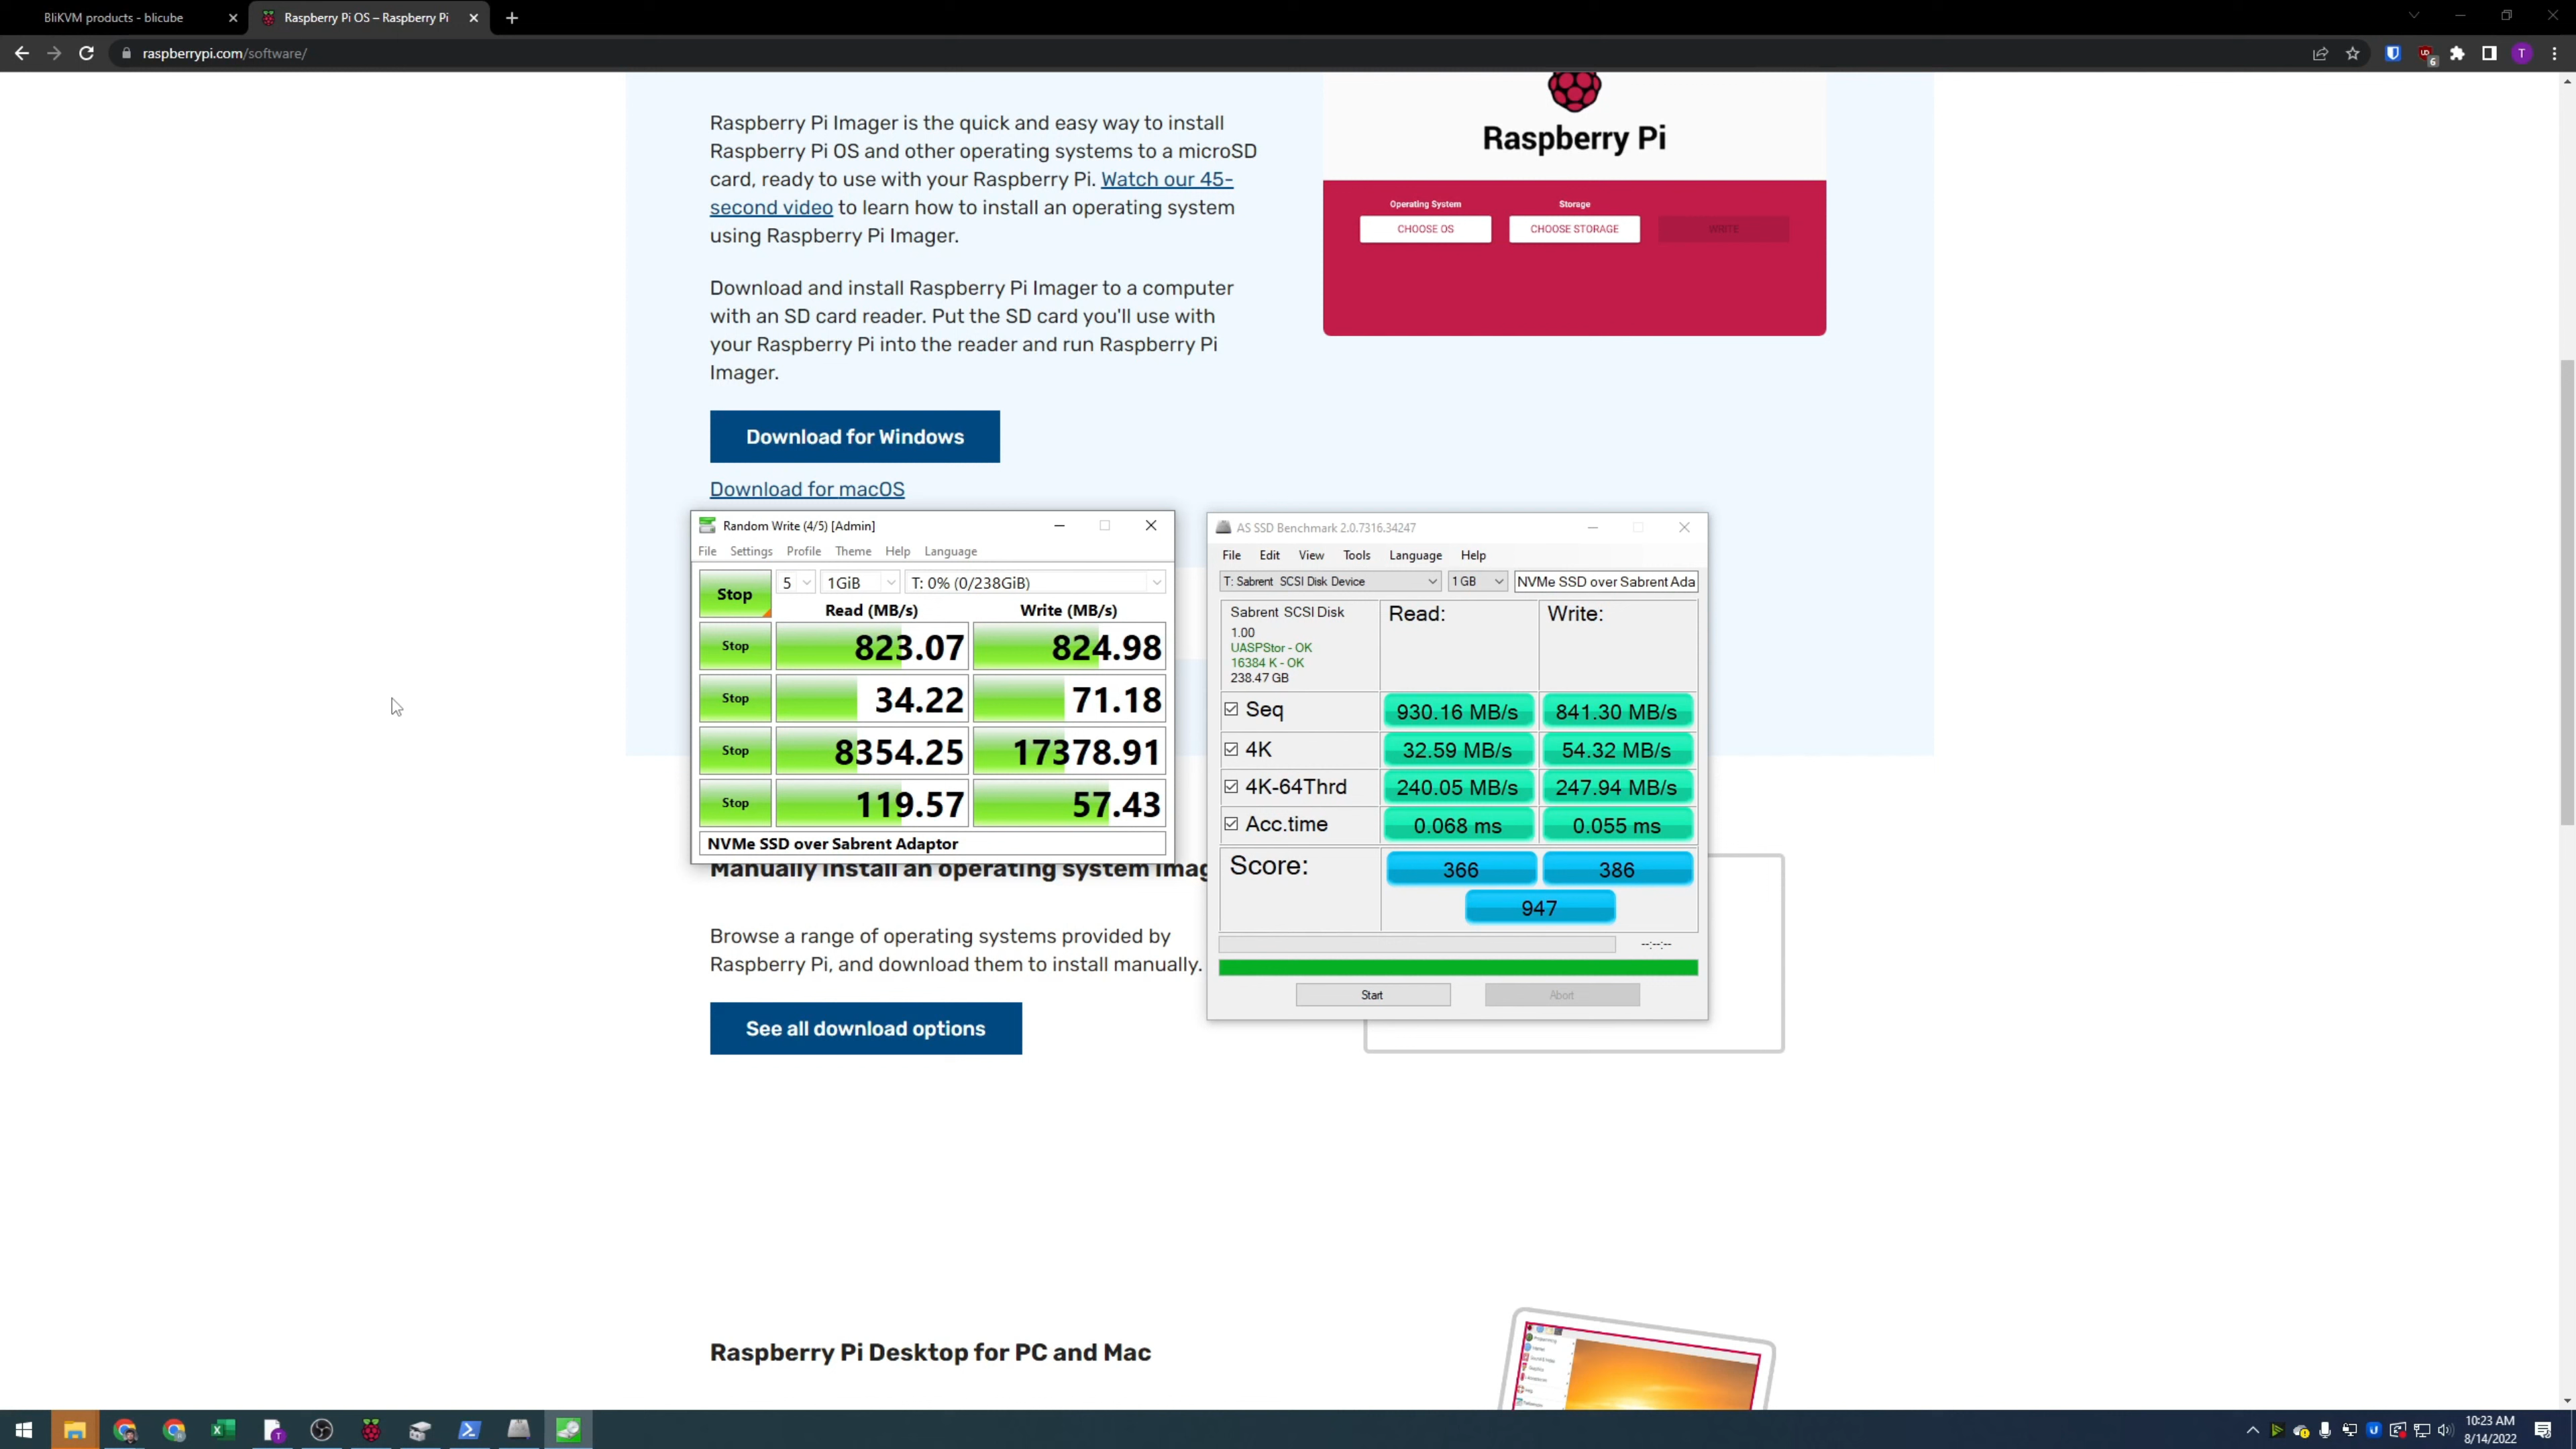 BliKVM products - blicube
Raspberry Pi OS – Raspberry Pi
raspberrypi.com/software/
6
T
Raspberry Pi Imager is the quick and easy way to install
Raspberry Pi OS and other operating systems to a microSD
card, ready to use with your Raspberry Pi. Watch our 45-
second video to learn how to install an operating system
using Raspberry Pi Imager.
Download and install Raspberry Pi Imager to a computer
with an SD card reader. Put the SD card you'll use with
your Raspberry Pi into the reader and run Raspberry Pi
Imager.
Download for Windows
Download for macOS
Raspberry Pi
Operating System
Storage
CHOOSE OS
CHOOSE STORAGE
WRITE
Random Write (4/5) [Admin]
File Settings Profile Theme Help Language
Stop
5
1GiB
T: 0% (0/238GiB)
Read (MB/s)
Write (MB/s)
Stop 823.07 824.98
Stop 34.22 71.18
Stop 8354.25 17378.91
Stop 119.57 57.43
NVMe SSD over Sabrent Adaptor
AS SSD Benchmark 2.0.7316.34247
File Edit View Tools Language Help
T: Sabrent SCSI Disk Device
1 GB
NVMe SSD over Sabrent Ada
Sabrent SCSI Disk
1.00
UASPStor - OK
16384 K - OK
238.47 GB
Read:
Write:
Seq 930.16 MB/s 841.30 MB/s
4K 32.59 MB/s 54.32 MB/s
4K-64Thrd 240.05 MB/s 247.94 MB/s
Acc.time 0.068 ms 0.055 ms
Score: 366 386
947
--:--:--
Start
Abort
Manually install an operating system imag
Browse a range of operating systems provided by
Raspberry Pi, and download them to install manually.
See all download options
Raspberry Pi Desktop for PC and Mac
10:23 AM
8/14/2022